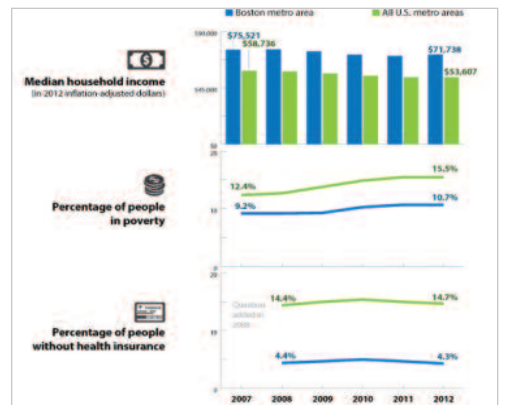 Boston metro area
All U.S. metro areas
$90,000
$75,521
$58,736
$71,738
$53,607
Median household income
(in 2012 inflation-adjusted dollars)
$45,000
$0
15.5%
12.4%
9.2%
10.7%
Percentage of people
in poverty
0
20
Question
added in
2008
14.4%
14.7%
Percentage of people
without health insurance
4.4%
4.3%
0
2007 2008 2009 2010 2011 2012